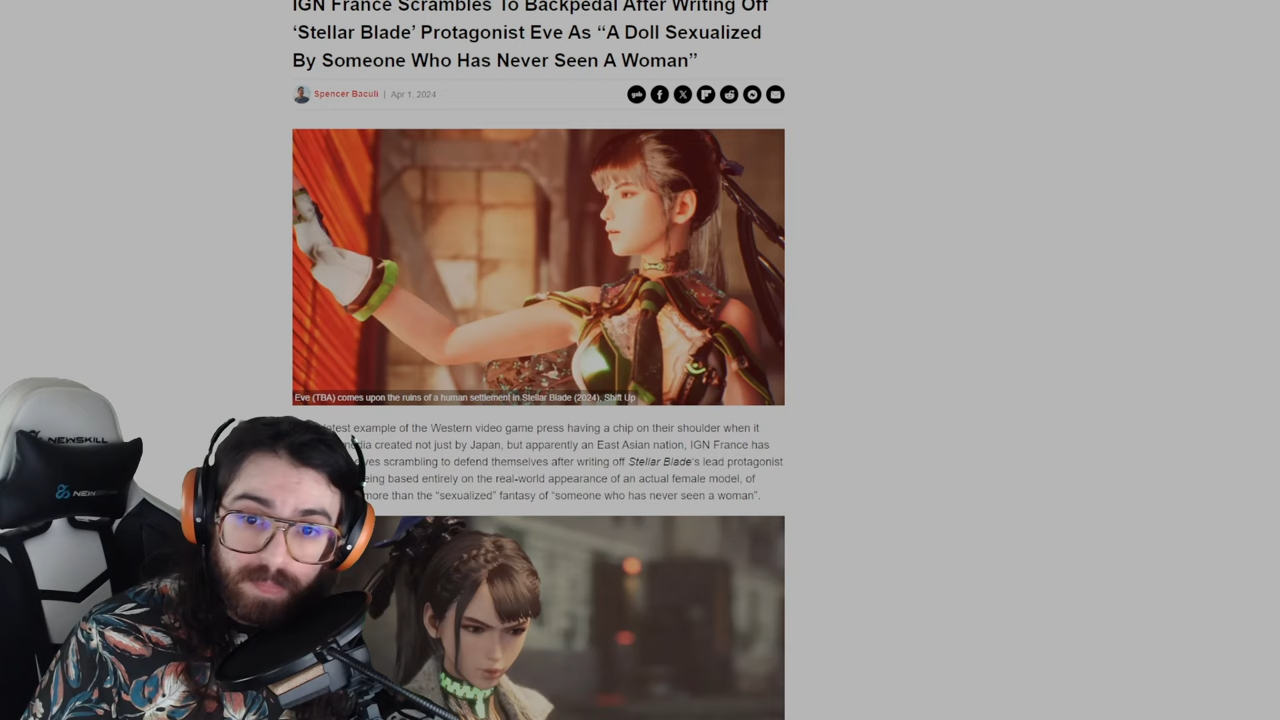 IGN France Scrambles To Backpedal After Writing Off
‘Stellar Blade’ Protagonist Eve As “A Doll Sexualized
By Someone Who Has Never Seen A Woman”
Spencer Baculi | Apr 1, 2024
gab
Eve (TBA) comes upon the ruins of a human settlement in Stellar Blade (2024), Shift Up
latest example of the Western video game press having a chip on their shoulder when it
created not just by Japan, but apparently an East Asian nation, IGN France has
scrambling to defend themselves after writing off Stellar Blade's lead protagonist
being based entirely on the real-world appearance of an actual female model, of
more than the “sexualized” fantasy of “someone who has never seen a woman”.
NEWSKILL